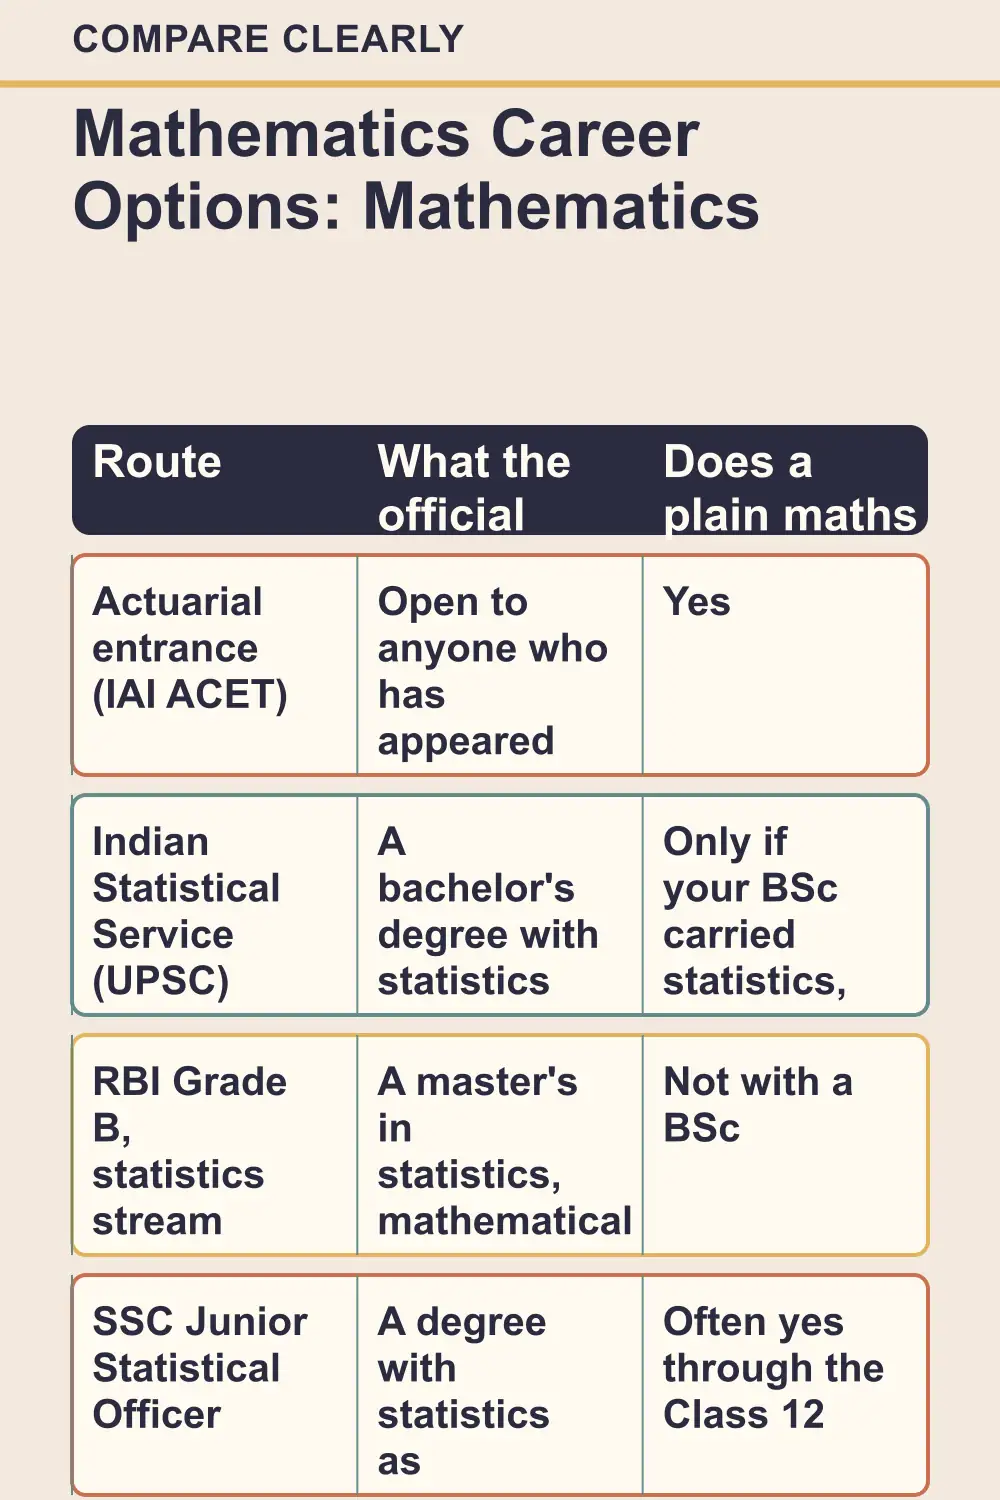 COMPARE CLEARLY
Mathematics Career
Options: Mathematics
Route
What the
official
Does a
plain maths
Actuarial
entrance
(IAI ACET)
Open to
anyone who
has
appeared
Yes
Indian
Statistical
Service
(UPSC)
A
bachelor's
degree with
statistics
Only if
your BSc
carried
statistics,
RBI Grade
B,
statistics
stream
A master's
in
statistics,
mathematical
Not with a
BSc
SSC Junior
Statistical
Officer
A degree
with
statistics
as
Often yes
through the
Class 12